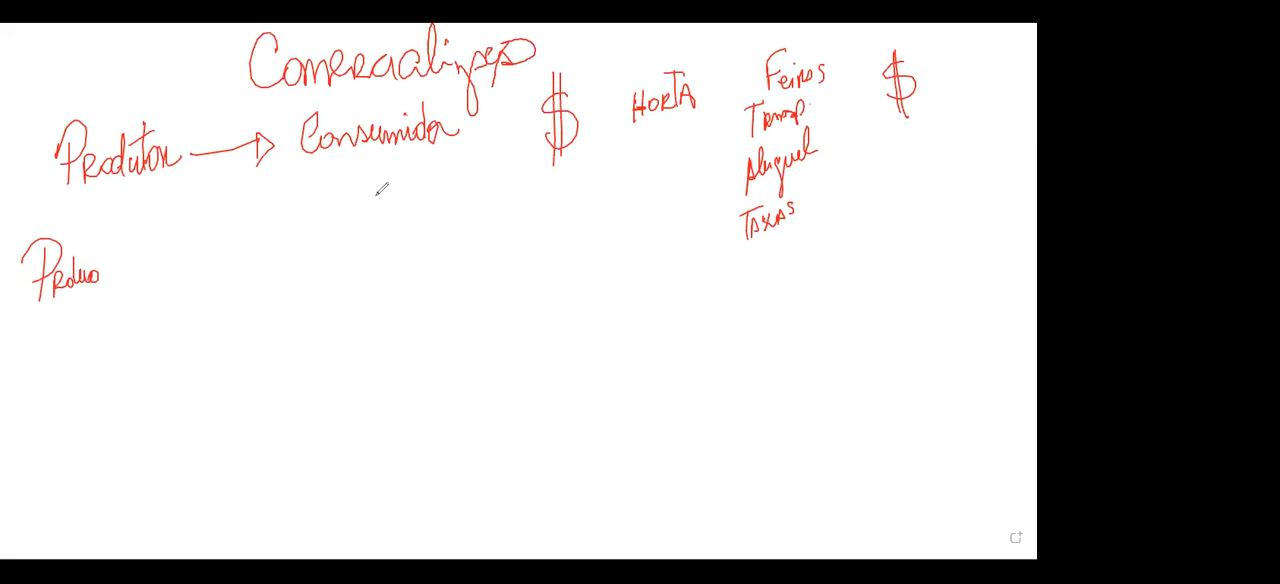 Comercialização
Produtor → Consumidor $ HORTA Feiras $
Transp.
Aluguel
TAXAS
Produ